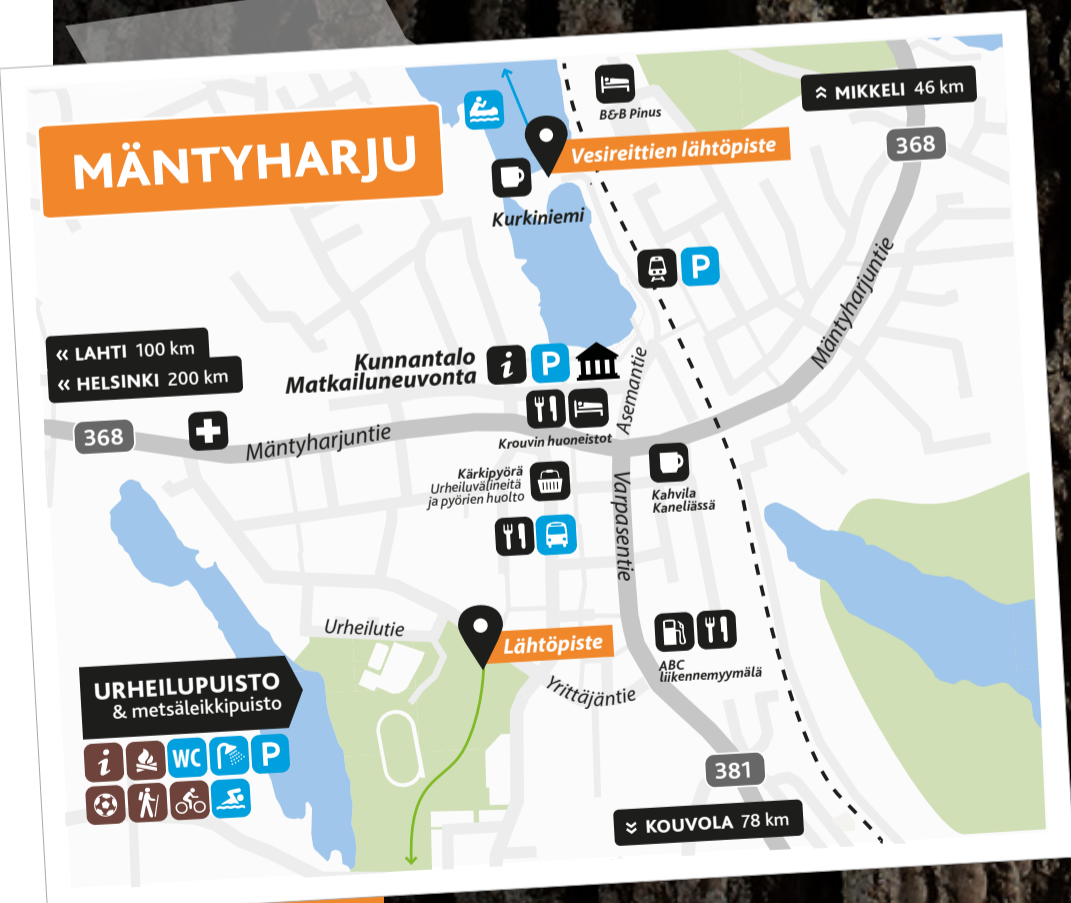 MÄNTYHARJU
B&B Pinus
MIKKELI 46 km
368
Vesireittien lähtöpiste
Kurkiniemi
P
Mäntyharjuntie
LAHTI 100 km
HELSINKI 200 km
Kunnantalo
Matkailuneuvonta
i
P
Asemantie
368
Mäntyharjuntie
Krouvin huoneistot
Kärkipyörä
Urheiluvälineitä
ja pyörien huolto
Kahvila
Kaneliässä
Varpasentie
Urheilutie
Lähtöpiste
ABC
liikennemyymälä
Yrittäjäntie
URHEILUPUISTO
& metsäleikkipuisto
i
WC
P
381
KOUVOLA 78 km